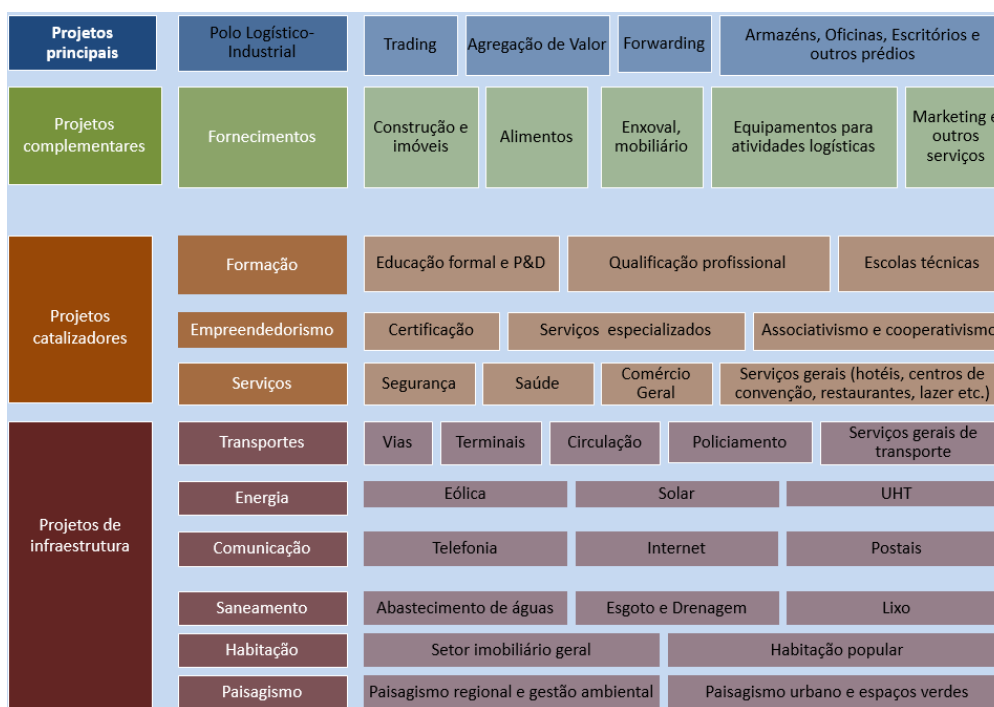 Projetos
principais
Polo Logístico-
Industrial
Trading
Agregação de Valor
Forwarding
Armazéns, Oficinas, Escritórios e
outros prédios
Projetos
complementares
Fornecimentos
Construção e
imóveis
Alimentos
Enxoval,
mobiliário
Equipamentos para
atividades logísticas
Marketing e
outros
serviços
Projetos
catalizadores
Formação
Educação formal e P&D
Qualificação profissional
Escolas técnicas
Empreendedorismo
Certificação
Serviços especializados
Associativismo e cooperativismo
Serviços
Segurança
Saúde
Comércio
Geral
Serviços gerais (hotéis, centros de
convenção, restaurantes, lazer etc.)
Projetos de
infraestrutura
Transportes
Vias
Terminais
Circulação
Policiamento
Serviços gerais de
transporte
Energia
Eólica
Solar
UHT
Comunicação
Telefonia
Internet
Postais
Saneamento
Abastecimento de águas
Esgoto e Drenagem
Lixo
Habitação
Setor imobiliário geral
Habitação popular
Paisagismo
Paisagismo regional e gestão ambiental
Paisagismo urbano e espaços verdes